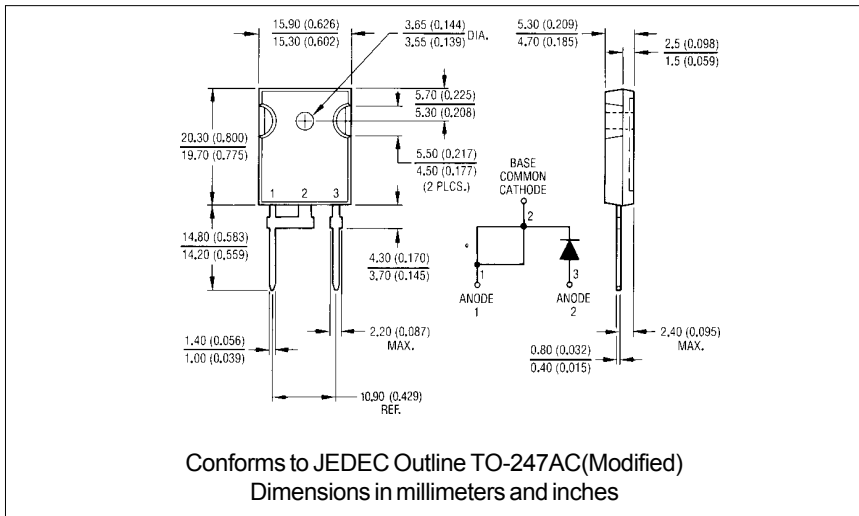 15.90 (0.626)
15.30 (0.602)
3.65 (0.144)
3.55 (0.139)
DIA.
5.30 (0.209)
4.70 (0.185)
2.5 (0.098)
1.5 (0.059)
5.70 (0.225)
5.30 (0.208)
20.30 (0.800)
19.70 (0.775)
5.50 (0.217)
4.50 (0.177)
(2 PLCS.)
1 2 3
BASE
COMMON
CATHODE
2
14.80 (0.583)
14.20 (0.559)
4.30 (0.170)
3.70 (0.145)
1
ANODE
1
3
ANODE
2
1.40 (0.056)
1.00 (0.039)
2.20 (0.087)
MAX.
0.80 (0.032)
0.40 (0.015)
2.40 (0.095)
MAX.
10.90 (0.429)
REF.
Conforms to JEDEC Outline TO-247AC(Modified)
Dimensions in millimeters and inches